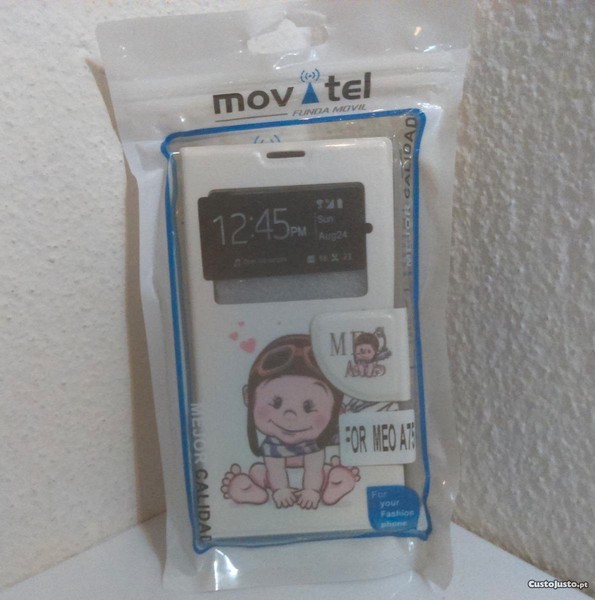 movAtel
FUNDA MOVIL
MEJOR CALIDAD
12:45PM
Sun
Aug24
FOR MEO A75
For
your
Fashion
phone
MEJOR CALIDAD
CustoJusto.pt